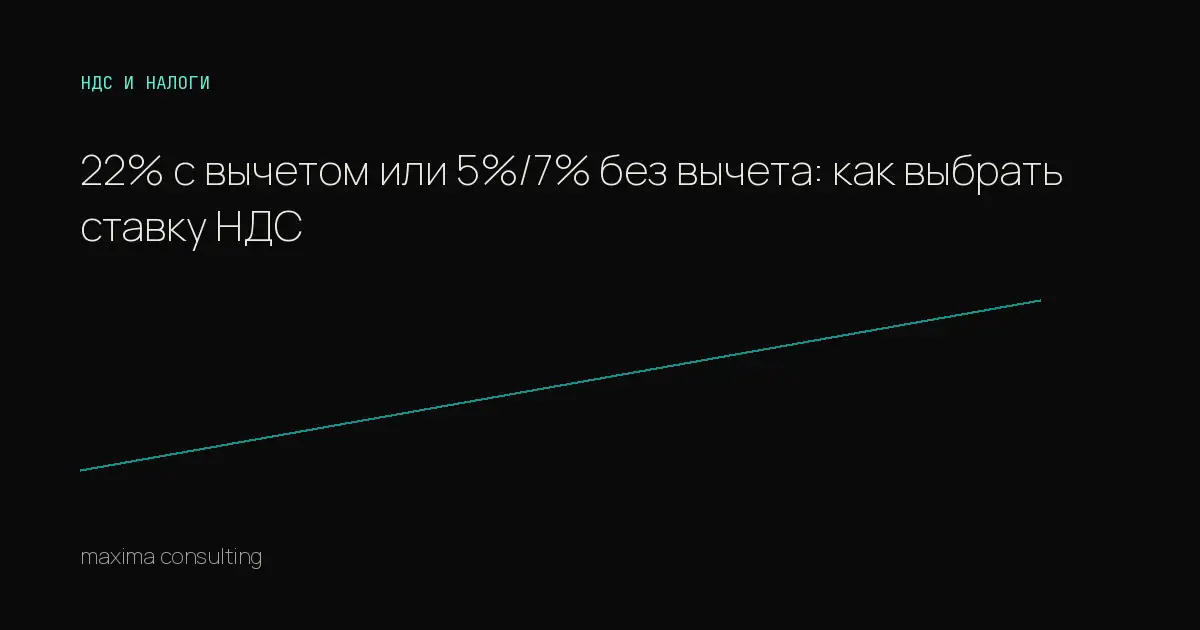 НДС И НАЛОГИ
22% с вычетом или 5%/7% без вычета: как выбрать
ставку НДС
maxima consulting